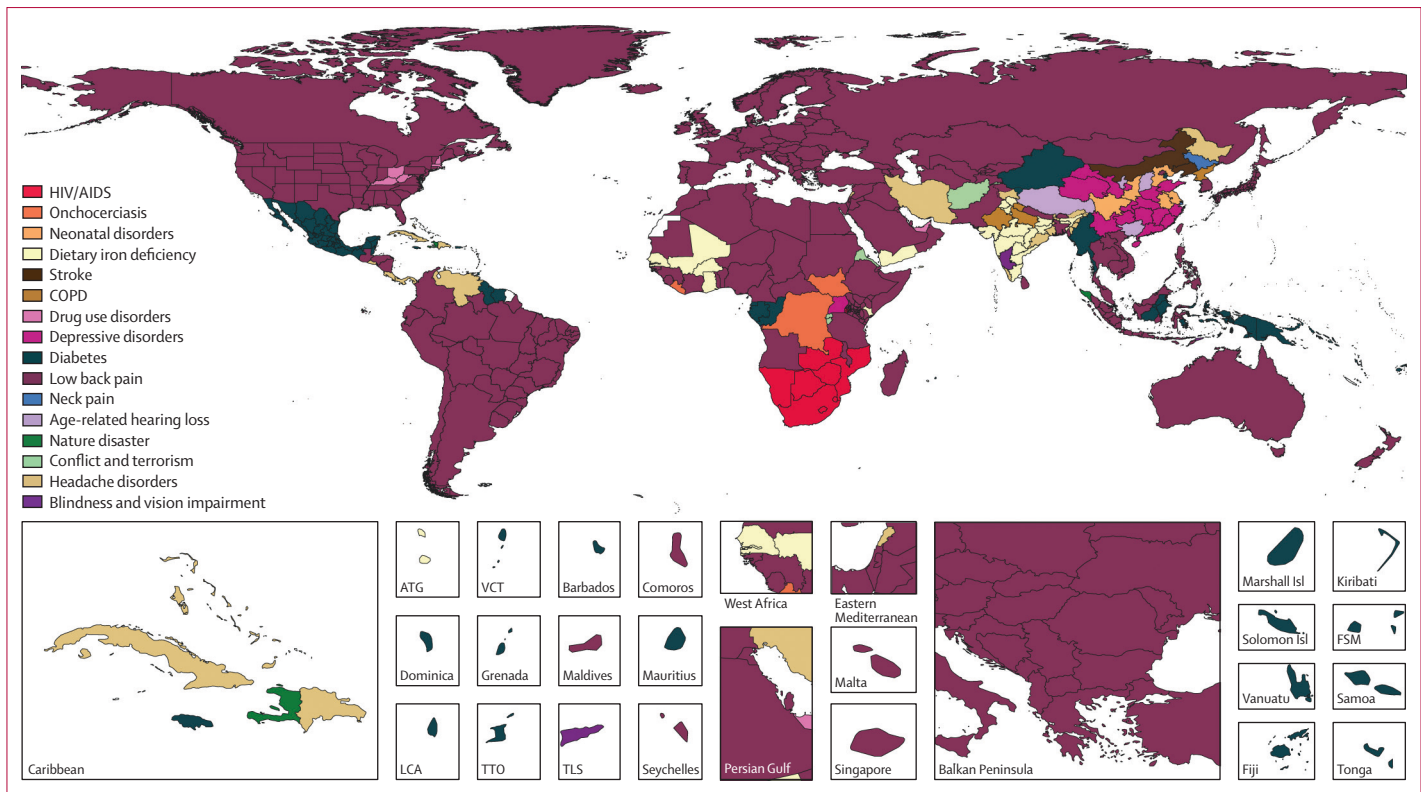 HIV/AIDS
Onchocerciasis
Neonatal disorders
Dietary iron deficiency
Stroke
COPD
Drug use disorders
Depressive disorders
Diabetes
Low back pain
Neck pain
Age-related hearing loss
Nature disaster
Conflict and terrorism
Headache disorders
Blindness and vision impairment
Caribbean
ATG
VCT
Barbados
Comoros
Dominica
Grenada
Maldives
Mauritius
LCA
TTO
TLS
Seychelles
West Africa
Eastern
Mediterranean
Persian Gulf
Malta
Singapore
Balkan Peninsula
Marshall Isl
Kiribati
Solomon Isl
FSM
Vanuatu
Samoa
Fiji
Tonga